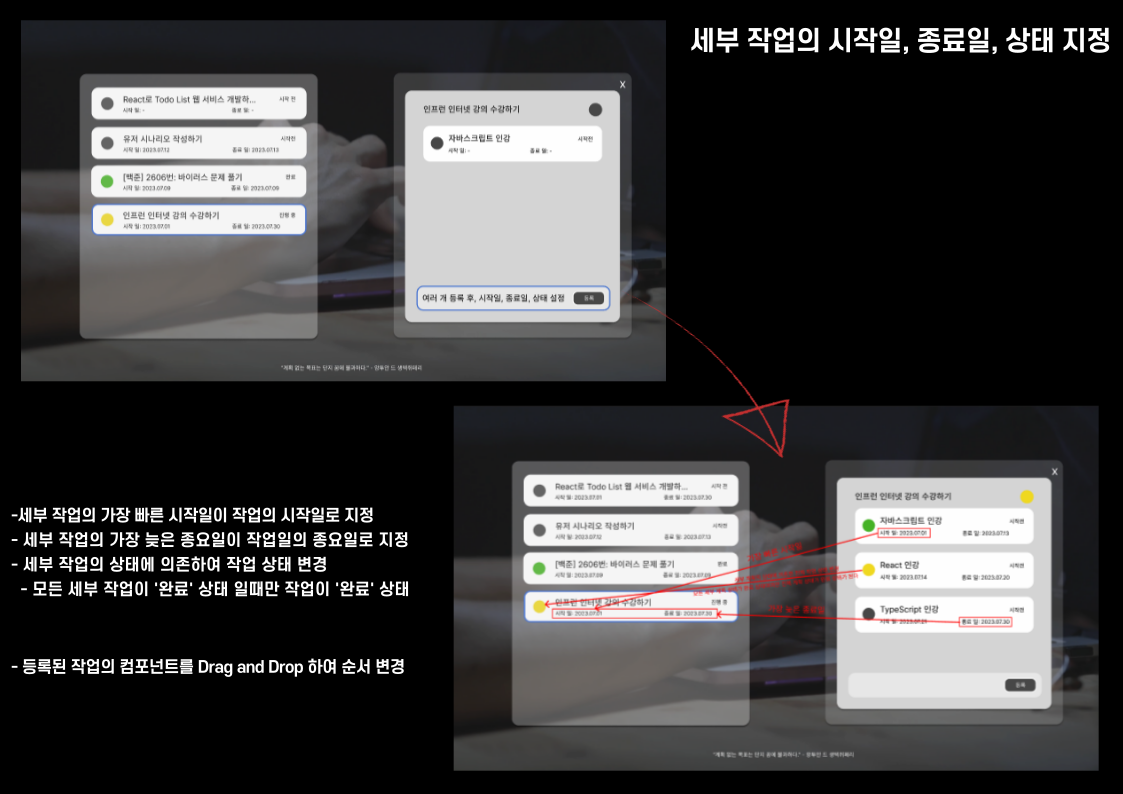 세부 작업의 시작일, 종료일, 상태 지정
React로 Todo List 웹 서비스 개발하...
시작 전
시작 일: -
종료 일: -
유저 시나리오 작성하기
시작전
시작 일: 2023.07.12
종료 일: 2023.07.13
[백준] 2606번: 바이러스 문제 풀기
완료
시작 일: 2023.07.09
종료 일: 2023.07.09
인프런 인터넷 강의 수강하기
진행 중
시작 일: 2023.07.01
종료 일: 2023.07.30
X
인프런 인터넷 강의 수강하기
자바스크립트 인강
시작전
시작 일: -
종료 일: -
여러 개 등록 후, 시작일, 종료일, 상태 설정
등록
"계획 없는 목표는 단지 꿈에 불과하다." - 앙투안 드 생텍쥐페리
-세부 작업의 가장 빠른 시작일이 작업의 시작일로 지정
- 세부 작업의 가장 늦은 종요일이 작업일의 종요일로 지정
- 세부 작업의 상태에 의존하여 작업 상태 변경
- 모든 세부 작업이 '완료' 상태 일때만 작업이 '완료' 상태
- 등록된 작업의 컴포넌트를 Drag and Drop 하여 순서 변경
React로 Todo List 웹 서비스 개발하...
시작 전
시작 일: 2023.07.01
종료 일: 2023.07.30
유저 시나리오 작성하기
시작전
시작 일: 2023.07.12
종료 일: 2023.07.13
[백준] 2606번: 바이러스 문제 풀기
완료
시작 일: 2023.07.09
종료 일: 2023.07.09
인프런 인터넷 강의 수강하기
진행 중
시작 일: 2023.07.01
종료 일: 2023.07.30
X
인프런 인터넷 강의 수강하기
자바스크립트 인강
시작전
시작 일: 2023.07.01
종료 일: 2023.07.13
React 인강
시작전
시작 일: 2023.07.14
종료 일: 2023.07.20
TypeScript 인강
시작전
시작 일: 2023.07.21
종료 일: 2023.07.30
가장 늦은 종요일
등록
"계획 없는 목표는 단지 꿈에 불과하다." - 앙투안 드 생텍쥐페리